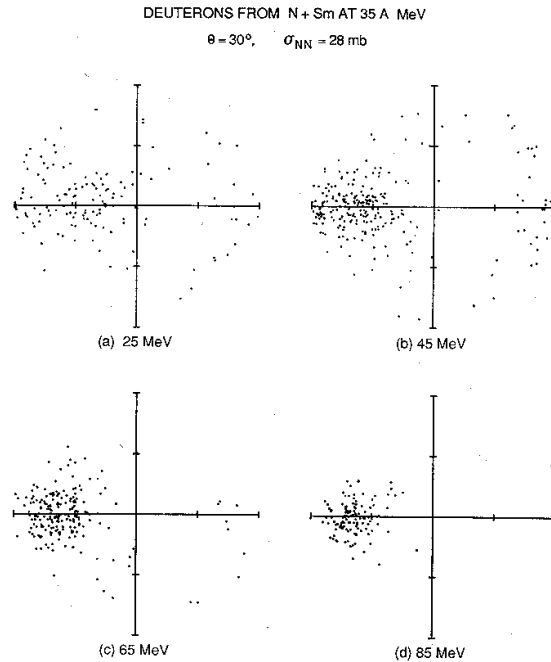 DEUTERONS FROM N + Sm AT 35 A MeV
θ = 30°, σNN = 28 mb
(a) 25 MeV
(b) 45 MeV
(c) 65 MeV
(d) 85 MeV